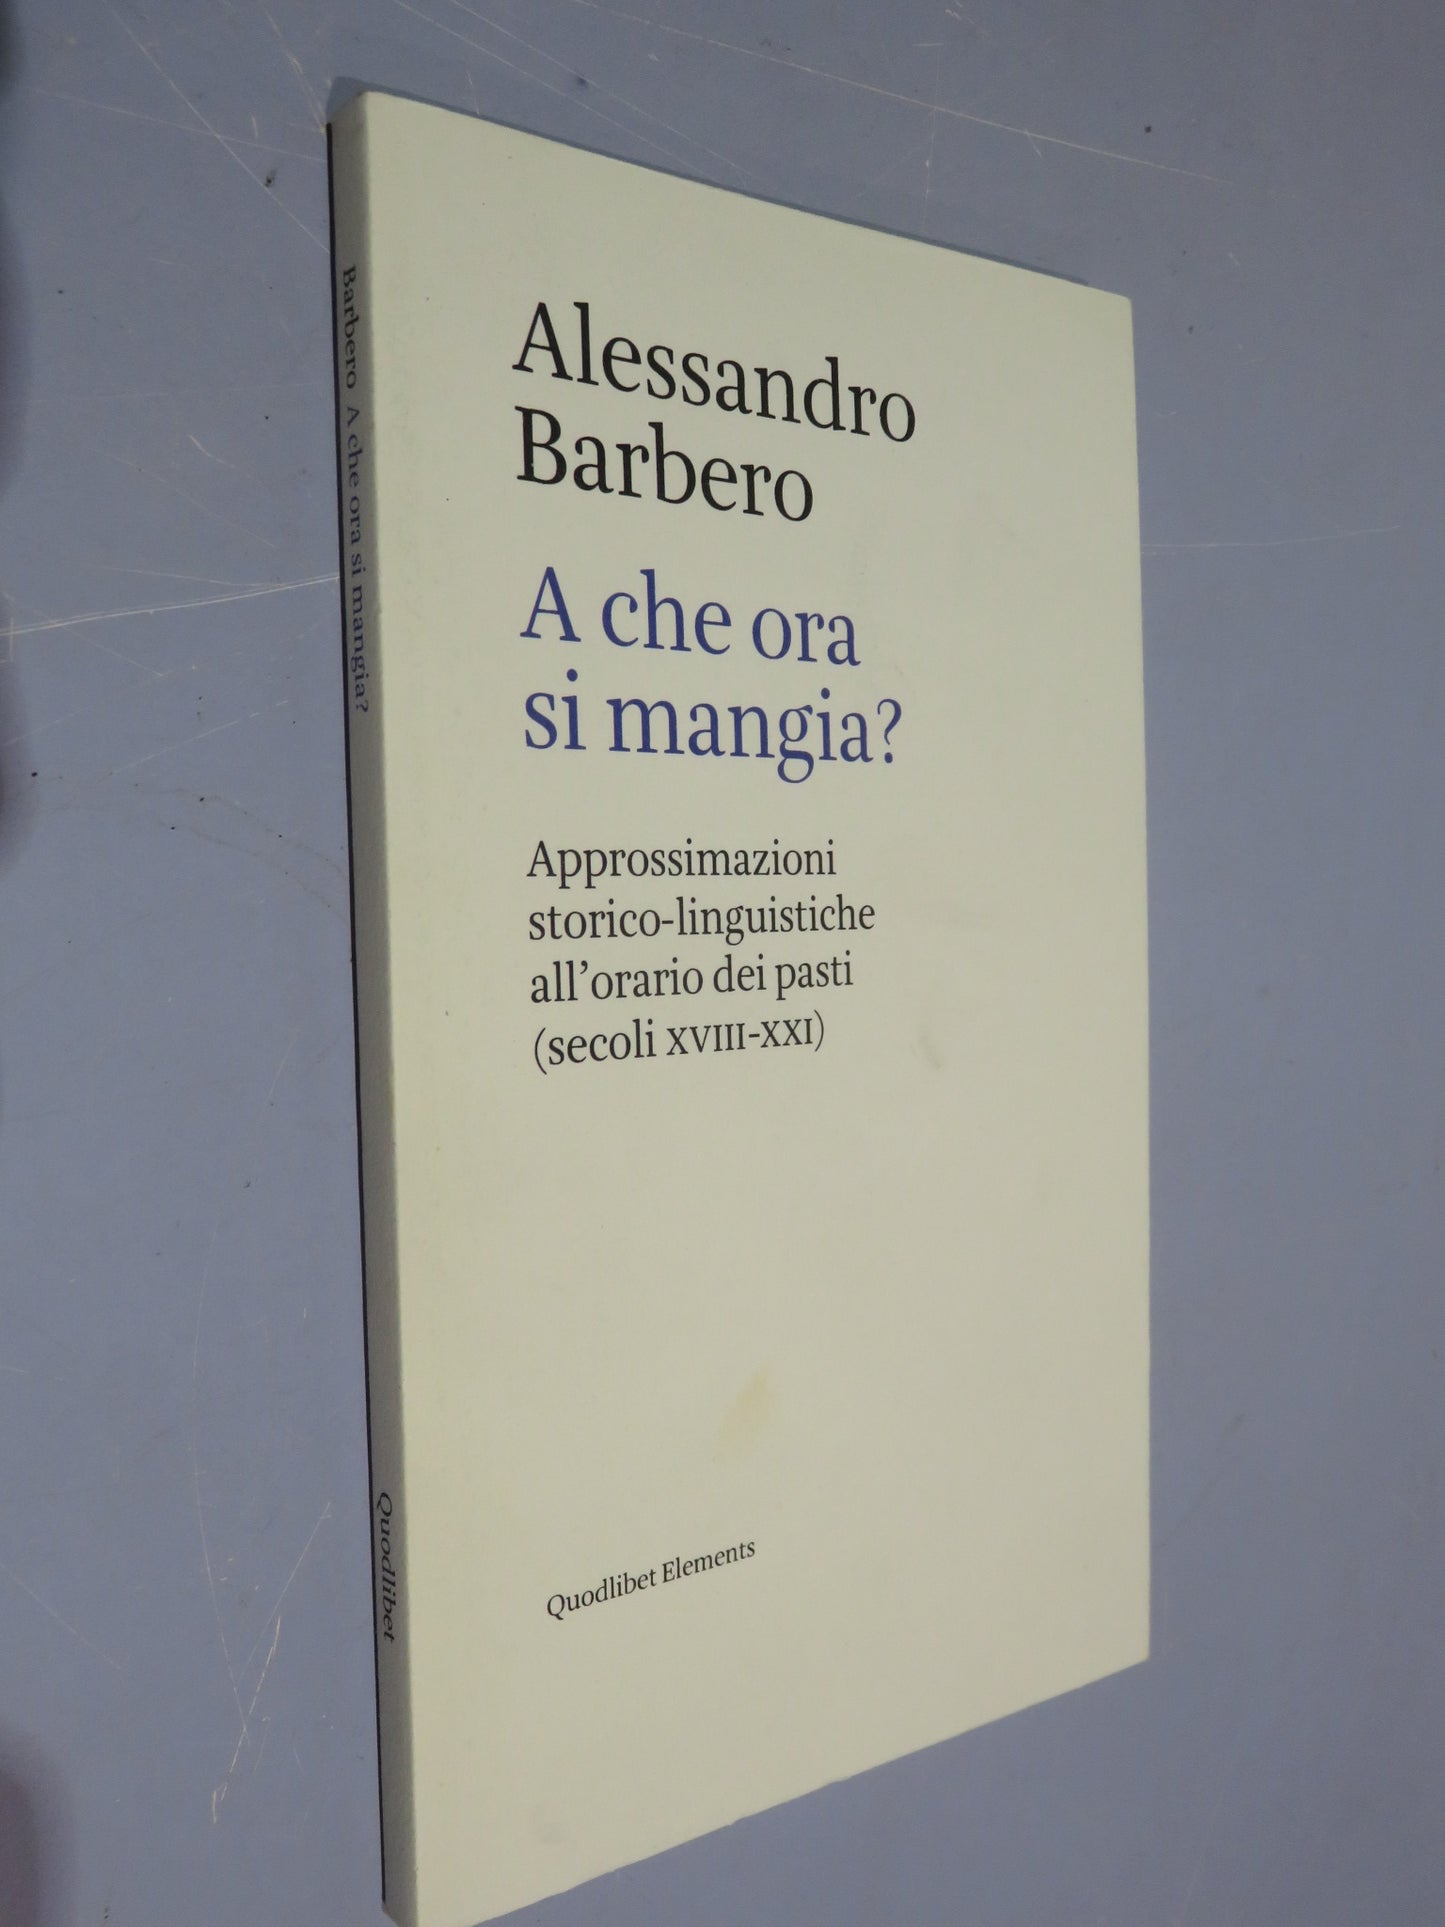 Alessandro
Barbero
A che ora
si mangia?
Approssimazioni
storico-linguistiche
all’orario dei pasti
(secoli XVIII-XXI)
Quodlibet Elements
Barbero A che ora si mangia?
Quodlibet